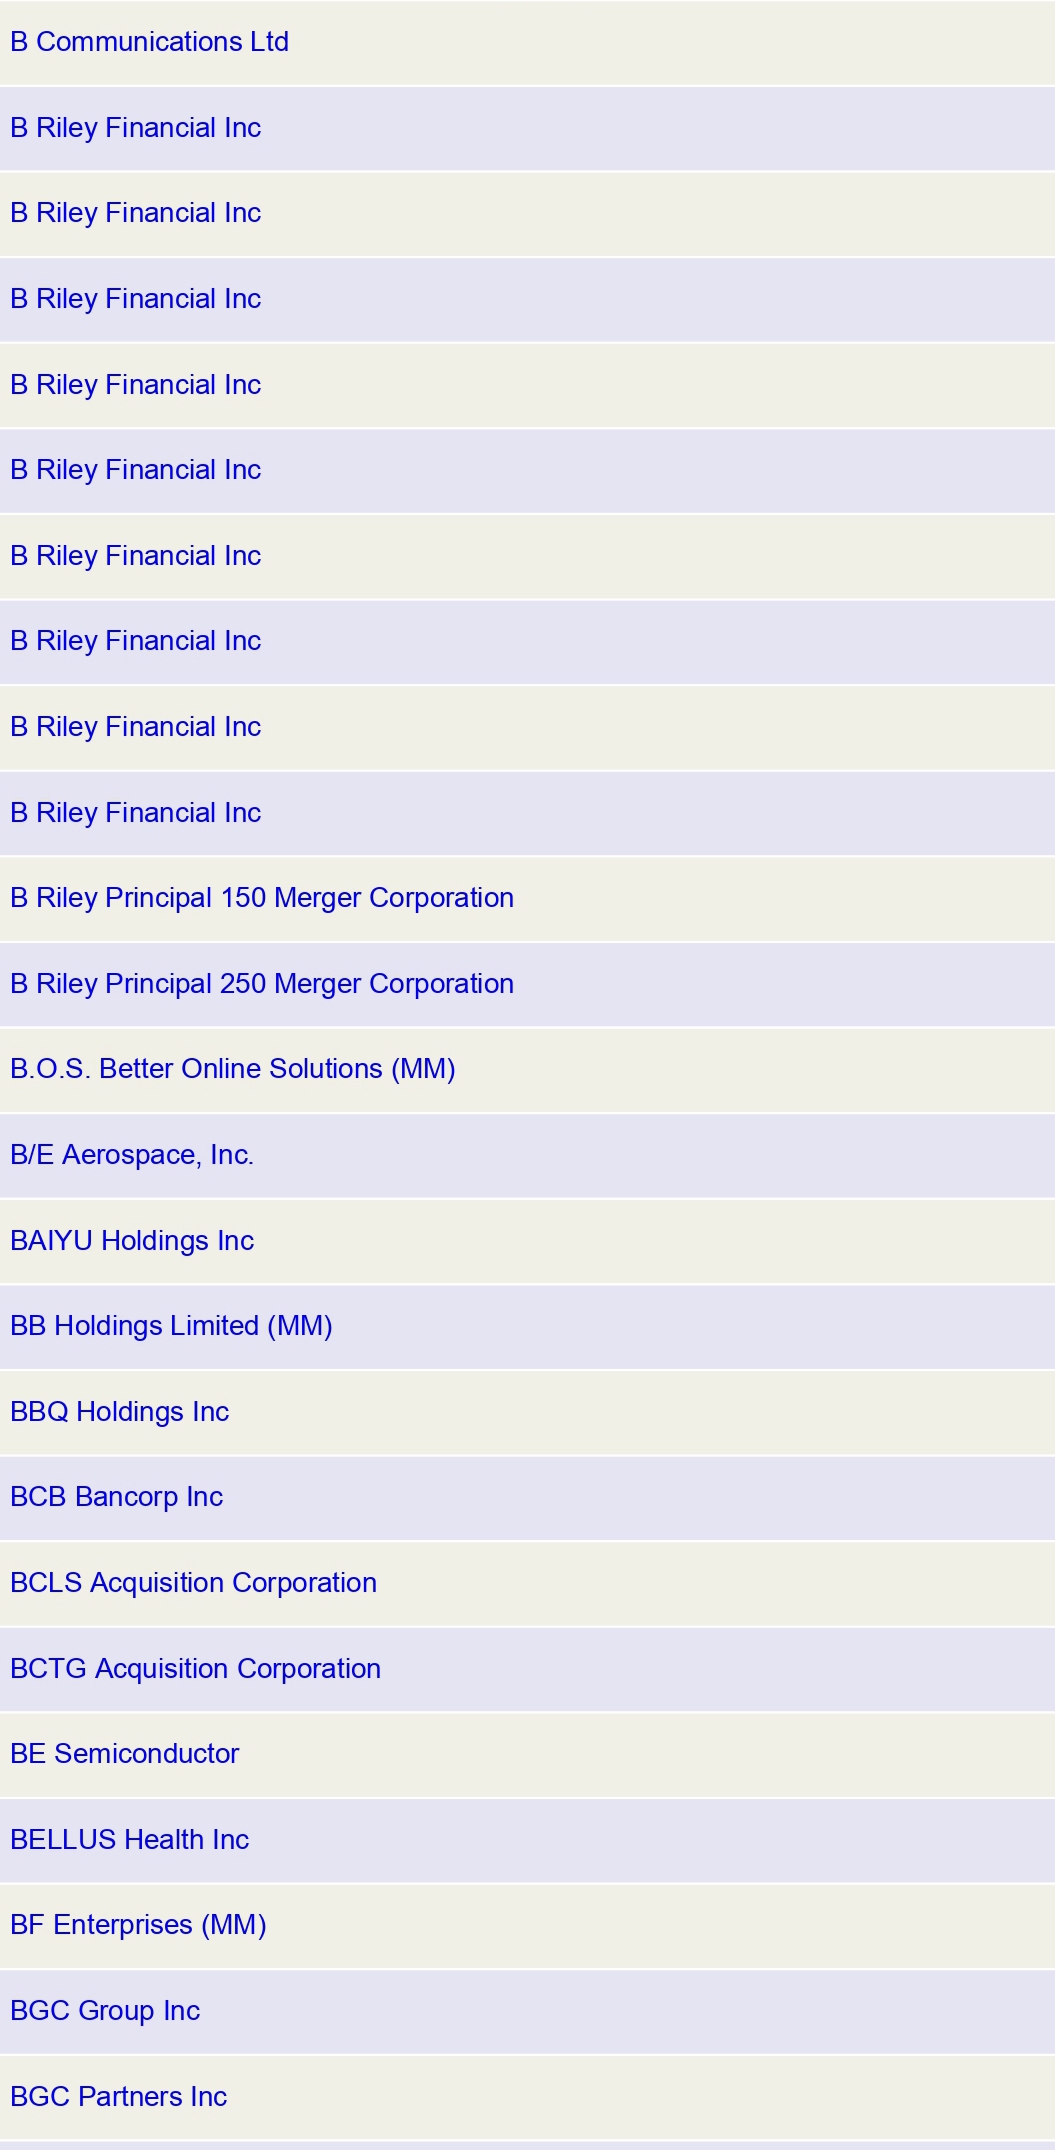 B Communications Ltd
B Riley Financial Inc
B Riley Financial Inc
B Riley Financial Inc
B Riley Financial Inc
B Riley Financial Inc
B Riley Financial Inc
B Riley Financial Inc
B Riley Financial Inc
B Riley Financial Inc
B Riley Principal 150 Merger Corporation
B Riley Principal 250 Merger Corporation
B.O.S. Better Online Solutions (MM)
B/E Aerospace, Inc.
BAIYU Holdings Inc
BB Holdings Limited (MM)
BBQ Holdings Inc
BCB Bancorp Inc
BCLS Acquisition Corporation
BCTG Acquisition Corporation
BE Semiconductor
BELLUS Health Inc
BF Enterprises (MM)
BGC Group Inc
BGC Partners Inc